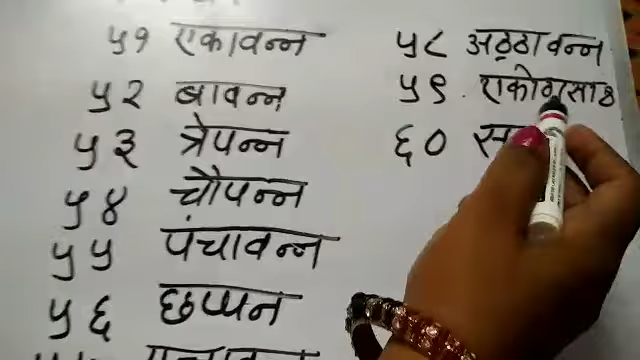 ५१ एकावन्न
५२ बावन्न
५३ त्रेपन्न
५४ चौपन्न
५५ पंचावन्न
५६ छप्पन
५८ अठ्ठावन्न
५९ एकोणसाठ
६०